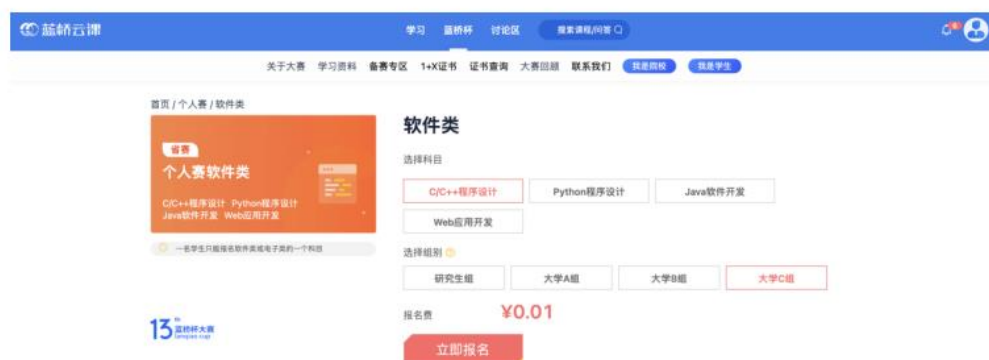 蓝桥云课
学习 蓝桥杯 讨论区 搜索课程/问答
关于大赛 学习资料 备赛专区 1+X证书 证书查询 大赛回顾 联系我们 我是院校 我是学生
首页 / 个人赛 / 软件类
省赛
个人赛软件类
C/C++程序设计 Python程序设计
Java软件开发 Web应用开发
一名学生只能报名软件类或电子类的一个科目
13th
蓝桥杯大赛
lanqiao cup
软件类
选择科目
C/C++程序设计 Python程序设计 Java软件开发
Web应用开发
选择组别
研究生组 大学A组 大学B组 大学C组
报名费 ¥0.01
立即报名